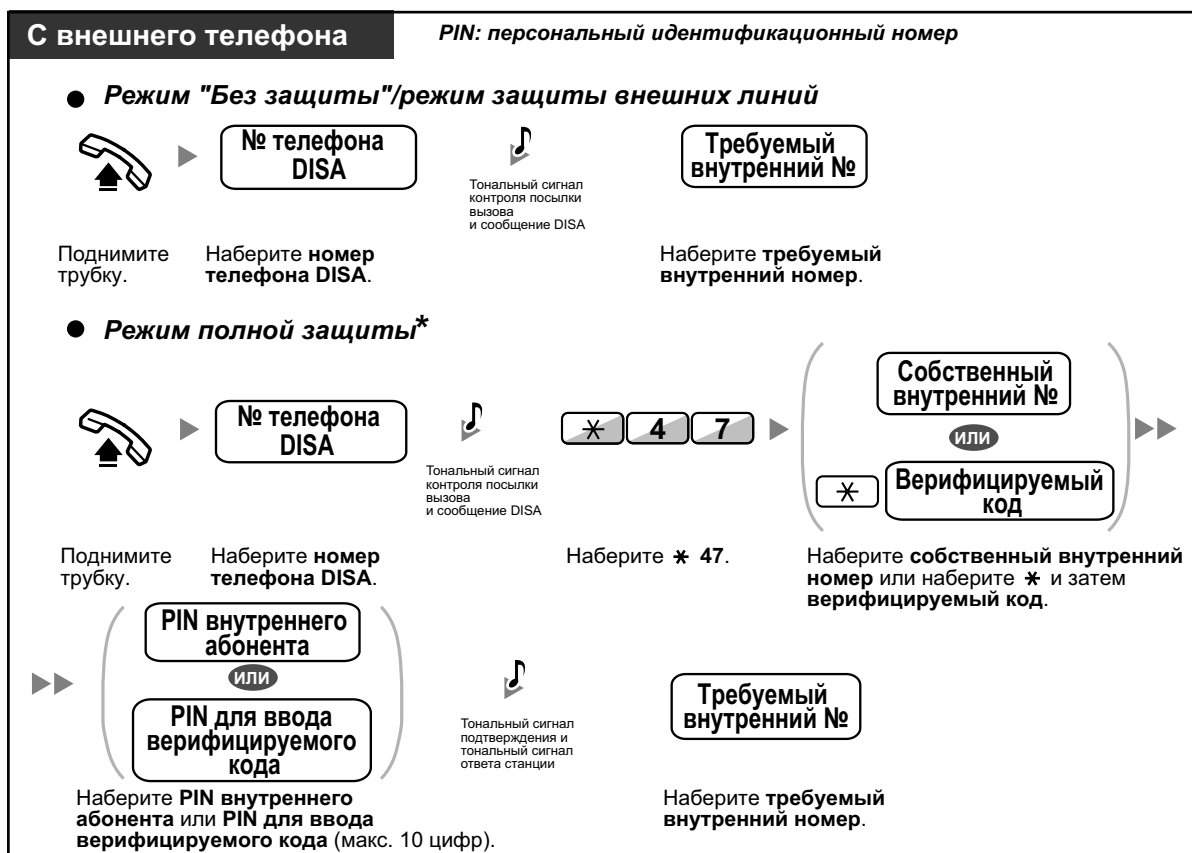 С внешнего телефона
PIN: персональный идентификационный номер
● Режим "Без защиты"/режим защиты внешних линий
№ телефона
DISA
Тональный сигнал
контроля посылки
вызова
и сообщение DISA
Требуемый
внутренний №
Поднимите
трубку.
Наберите номер
телефона DISA.
Наберите требуемый
внутренний номер.
● Режим полной защиты*
№ телефона
DISA
Тональный сигнал
контроля посылки
вызова
и сообщение DISA
* 4 7
Собственный
внутренний №
или
* Верифицируемый
код
Поднимите
трубку.
Наберите номер
телефона DISA.
Наберите * 47.
Наберите собственный внутренний
номер или наберите * и затем
верифицируемый код.
PIN внутреннего
абонента
или
PIN для ввода
верифицируемого
кода
Тональный сигнал
подтверждения и
тональный сигнал
ответа станции
Требуемый
внутренний №
Наберите PIN внутреннего
абонента или PIN для ввода
верифицируемого кода (макс. 10 цифр).
Наберите требуемый
внутренний номер.